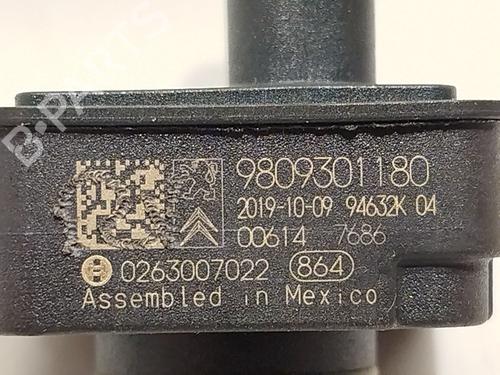 B-PARTS
9809301180
2019-10-09 94632K 04
00614 7686
0263007022 864
Assembled in Mexico